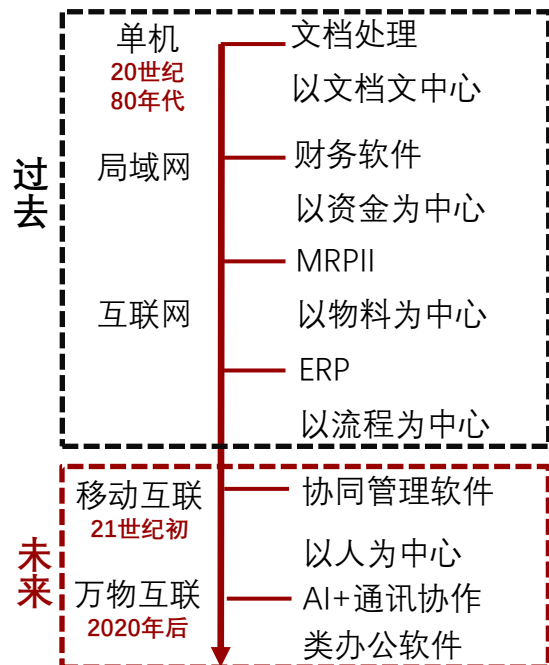 过去
单机
20世纪
80年代
文档处理
以文档文中心
局域网
财务软件
以资金为中心
MRPII
互联网
以物料为中心
ERP
以流程为中心
未来
移动互联
21世纪初
协同管理软件
以人为中心
万物互联
2020年后
AI+通讯协作
类办公软件